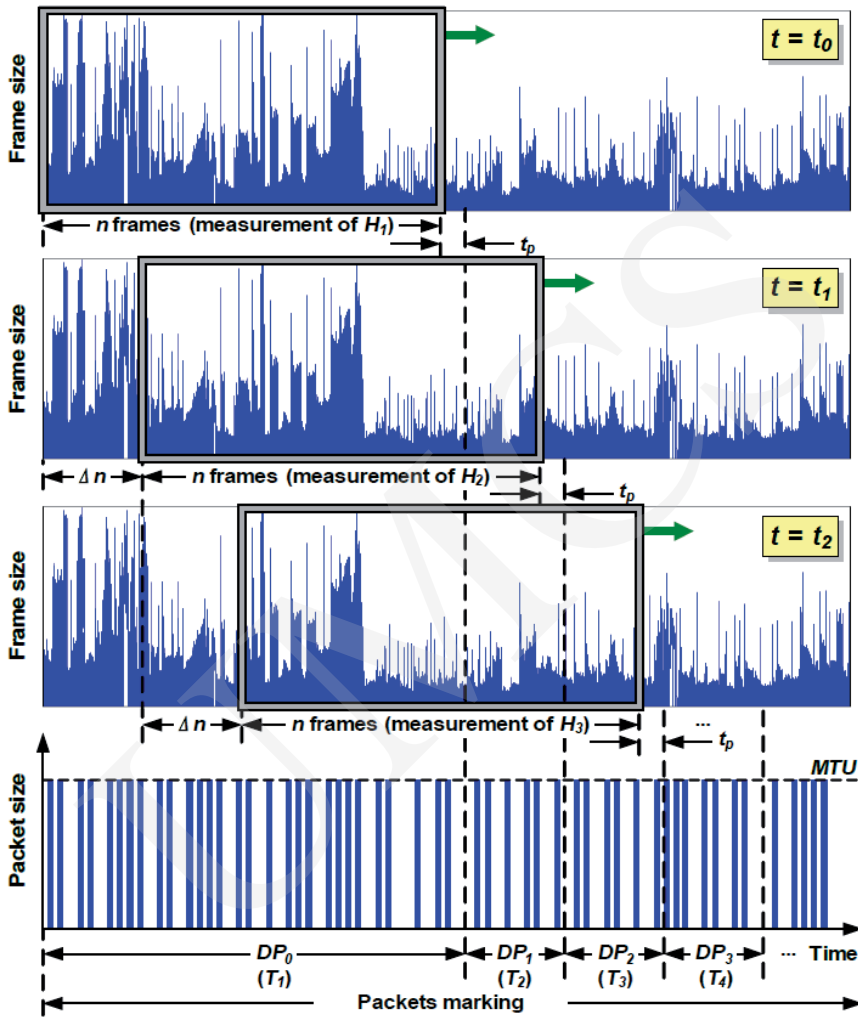 Frame size
t = t0
n frames (measurement of H1)
tp
Frame size
t = t1
Δ n
n frames (measurement of H2)
tp
Frame size
t = t2
Δ n
n frames (measurement of H3)
...
tp
Packet size
MTU
DP0 DP1 DP2 DP3 ... Time
(T1) (T2) (T3) (T4)
Packets marking
UMCS